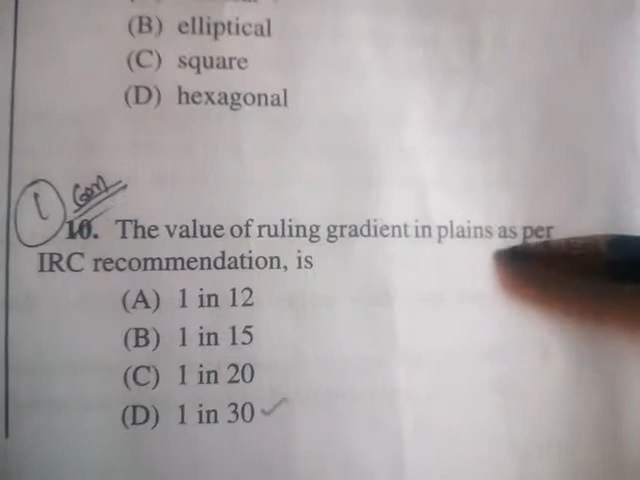 (B) elliptical
(C) square
(D) hexagonal
10. The value of ruling gradient in plains as per
IRC recommendation, is
(A) 1 in 12
(B) 1 in 15
(C) 1 in 20
(D) 1 in 30